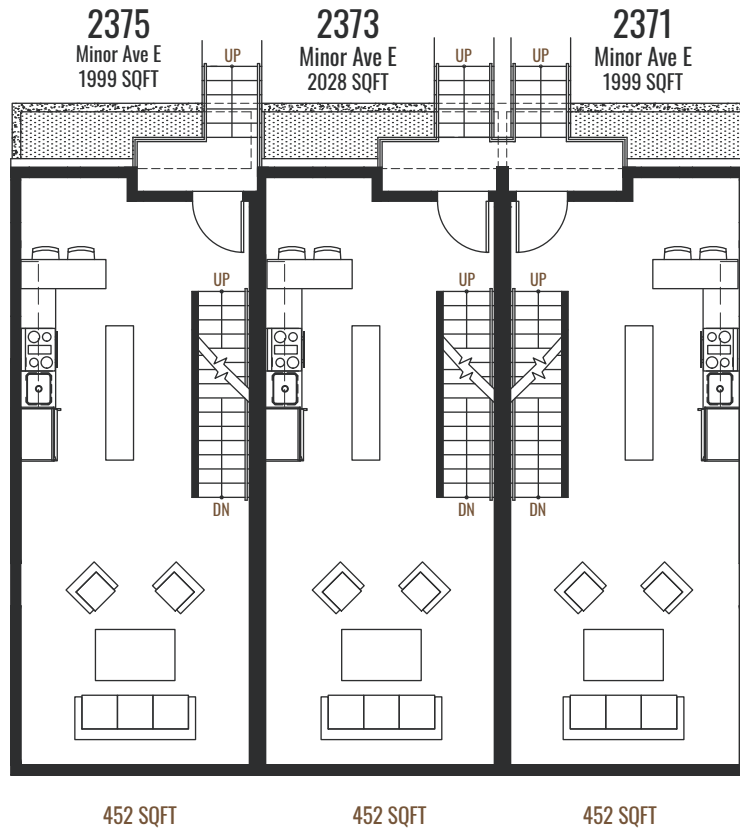 2375
Minor Ave E
1999 SQFT
2373
Minor Ave E
2028 SQFT
2371
Minor Ave E
1999 SQFT
UP
UP
UP
UP
UP
UP
DN
DN
DN
452 SQFT
452 SQFT
452 SQFT